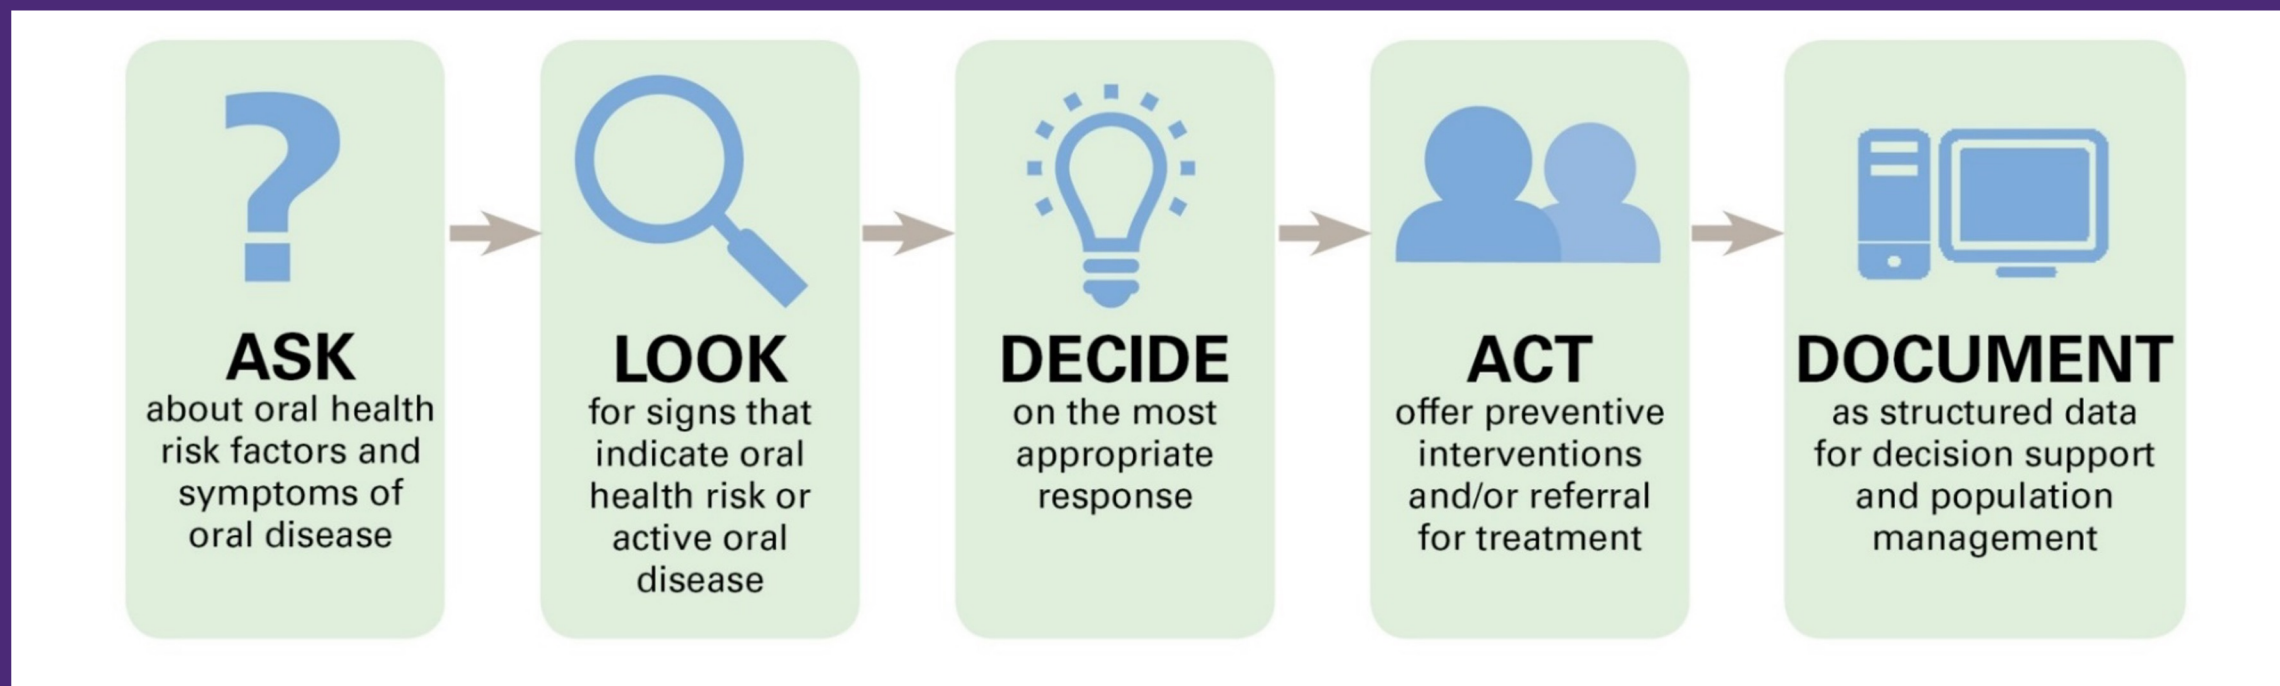 ASK
about oral health
risk factors and
symptoms of
oral disease
LOOK
for signs that
indicate oral
health risk or
active oral
disease
DECIDE
on the most
appropriate
response
ACT
offer preventive
interventions
and/or referral
for treatment
DOCUMENT
as structured data
for decision support
and population
management